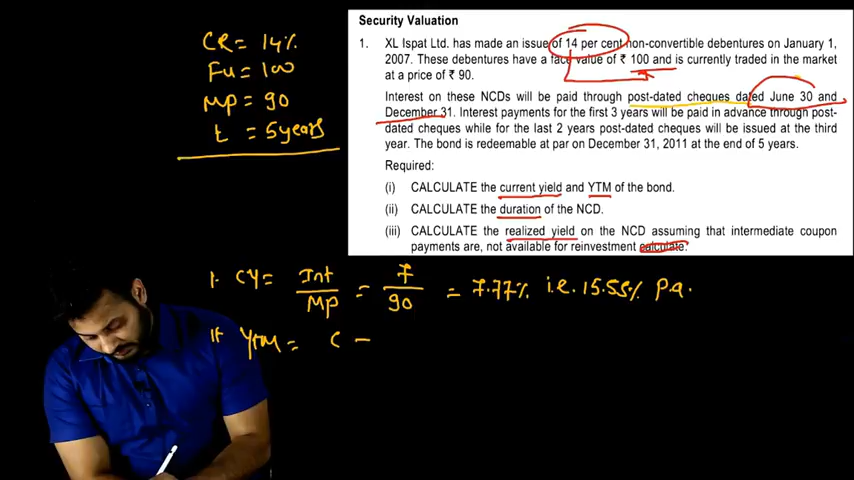 CR = 14%
FV = 100
MP = 90
t = 5 years
Security Valuation
1. XL Ispat Ltd. has made an issue of 14 per cent non-convertible debentures on January 1,
2007. These debentures have a face value of ₹ 100 and is currently traded in the market
at a price of ₹ 90.
Interest on these NCDs will be paid through post-dated cheques dated June 30 and
December 31. Interest payments for the first 3 years will be paid in advance through post-
dated cheques while for the last 2 years post-dated cheques will be issued at the third
year. The bond is redeemable at par on December 31, 2011 at the end of 5 years.
Required:
(i) CALCULATE the current yield and YTM of the bond.
(ii) CALCULATE the duration of the NCD.
(iii) CALCULATE the realized yield on the NCD assuming that intermediate coupon
payments are, not available for reinvestment calculate.
1. CY = Int/MP = 7/90 = 7.77% i.e. 15.55% Pa.
YTM = C -